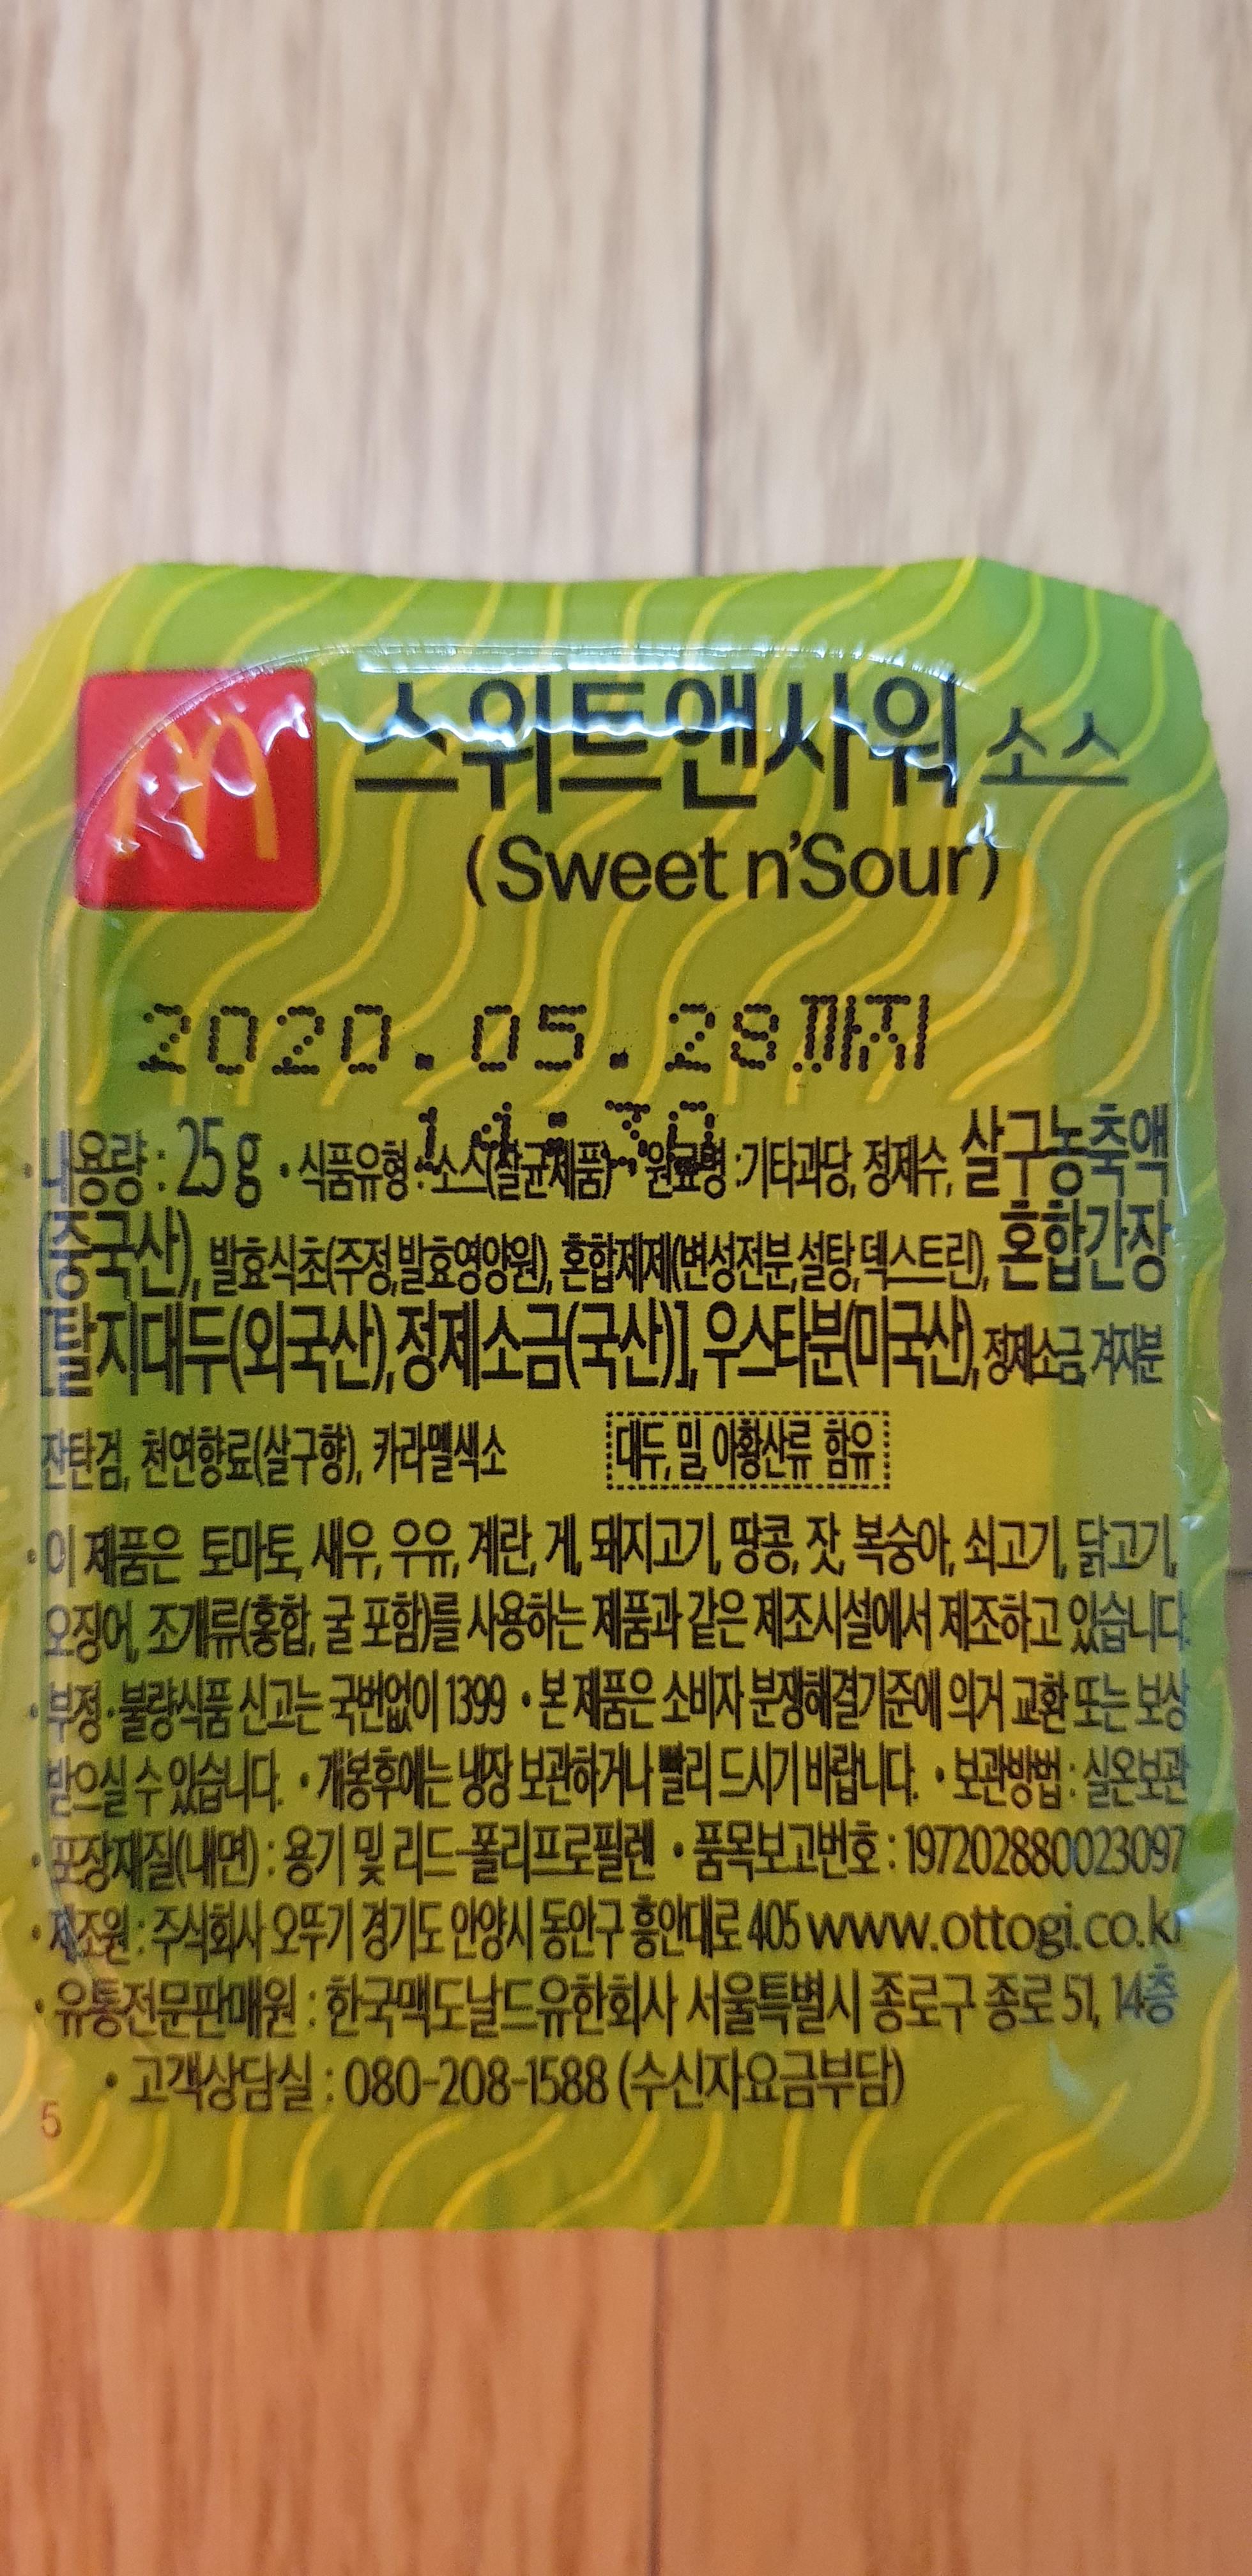 스위트앤사워 소스
(Sweet n'Sour)
2020.05.28까지
· 내용량 : 25g · 식품유형 : 소스(살균제품) · 원료명 : 기타과당, 정제수, 살구농축액
(중국산), 발효식초(주정,발효영양원), 혼합제제(변성전분,설탕,덱스트린), 혼합간장
[탈지대두(외국산),정제소금(국산)], 우스타분(미국산), 정제소금, 겨자분
잔탄검, 천연향료(살구향), 카라멜색소
대두, 밀, 아황산류 함유
· 이 제품은 토마토, 새우, 우유, 계란, 게, 돼지고기, 땅콩, 잣, 복숭아, 쇠고기, 닭고기,
오징어, 조개류(홍합, 굴 포함)를 사용하는 제품과 같은 제조시설에서 제조하고 있습니다.
· 부정·불량식품 신고는 국번없이 1399 · 본 제품은 소비자 분쟁해결기준에 의거 교환 또는 보상
받으실 수 있습니다. · 개봉후에는 냉장 보관하거나 빨리 드시기 바랍니다. · 보관방법 : 실온보관
· 포장재질(내면) : 용기 및 리드-폴리프로필렌 · 품목보고번호 : 197202880023097
· 제조원 : 주식회사 오뚜기 경기도 안양시 동안구 흥안대로 405 www.ottogi.co.kr
· 유통전문판매원 : 한국맥도날드유한회사 서울특별시 종로구 종로 51, 14층
· 고객상담실 : 080-208-1588 (수신자요금부담)
5